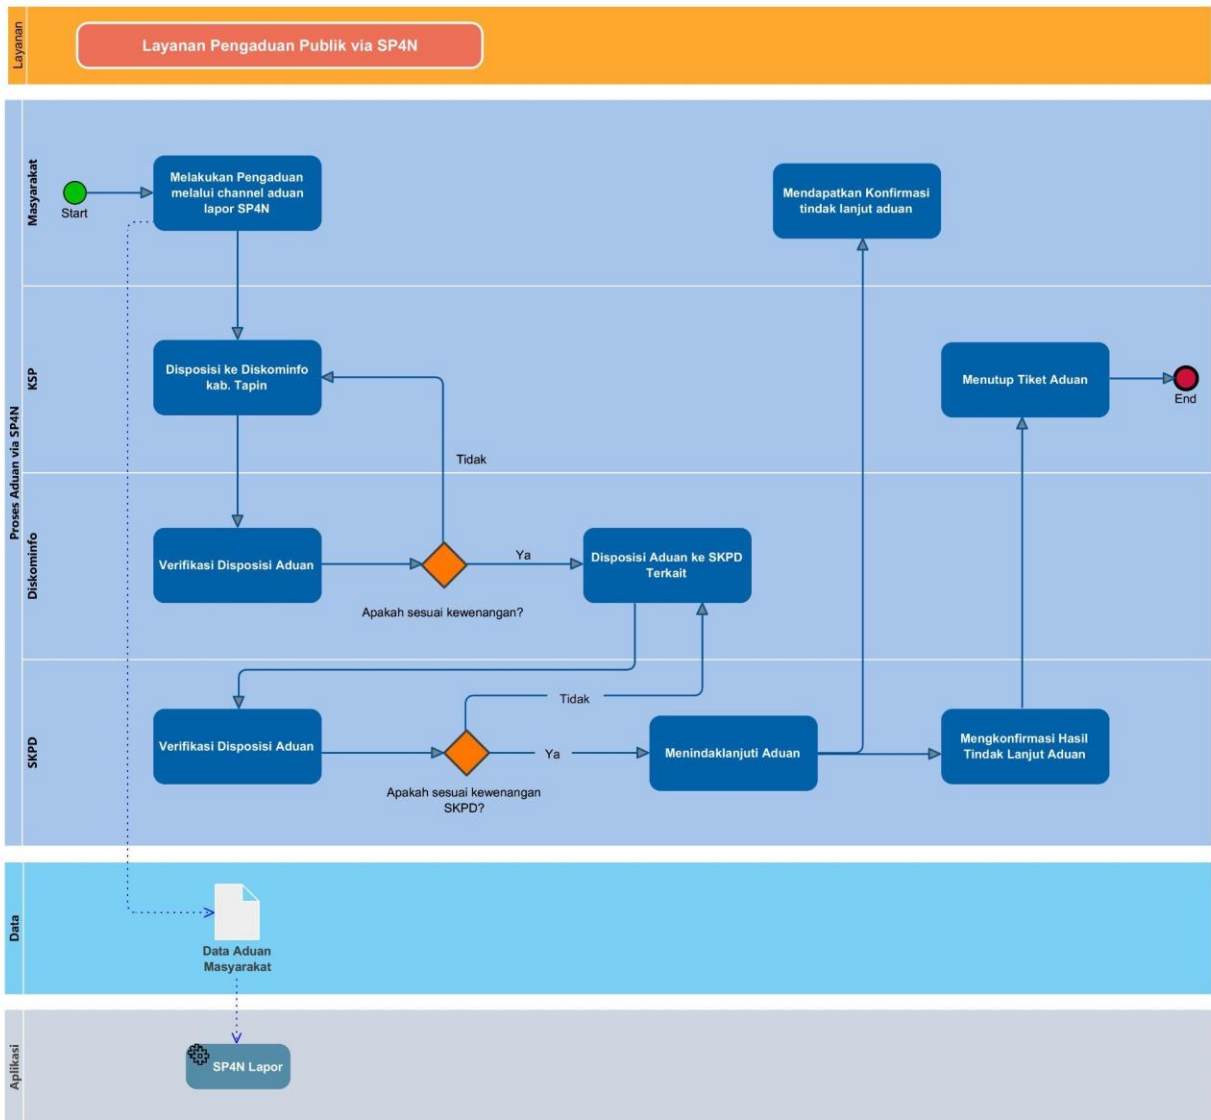 Layanan
Layanan Pengaduan Publik via SP4N
Proses Aduan via SP4N
Masyarakat
Start
Melakukan Pengaduan
melalui channel aduan
lapor SP4N
Mendapatkan Konfirmasi
tindak lanjut aduan
KSP
Disposisi ke Diskominfo
kab. Tapin
Menutup Tiket Aduan
End
Tidak
Diskominfo
Verifikasi Disposisi Aduan
Ya
Apakah sesuai kewenangan?
Disposisi Aduan ke SKPD
Terkait
SKPD
Verifikasi Disposisi Aduan
Tidak
Ya
Apakah sesuai kewenangan
SKPD?
Menindaklanjuti Aduan
Mengkonfirmasi Hasil
Tindak Lanjut Aduan
Data
Data Aduan
Masyarakat
Aplikasi
SP4N Lapor